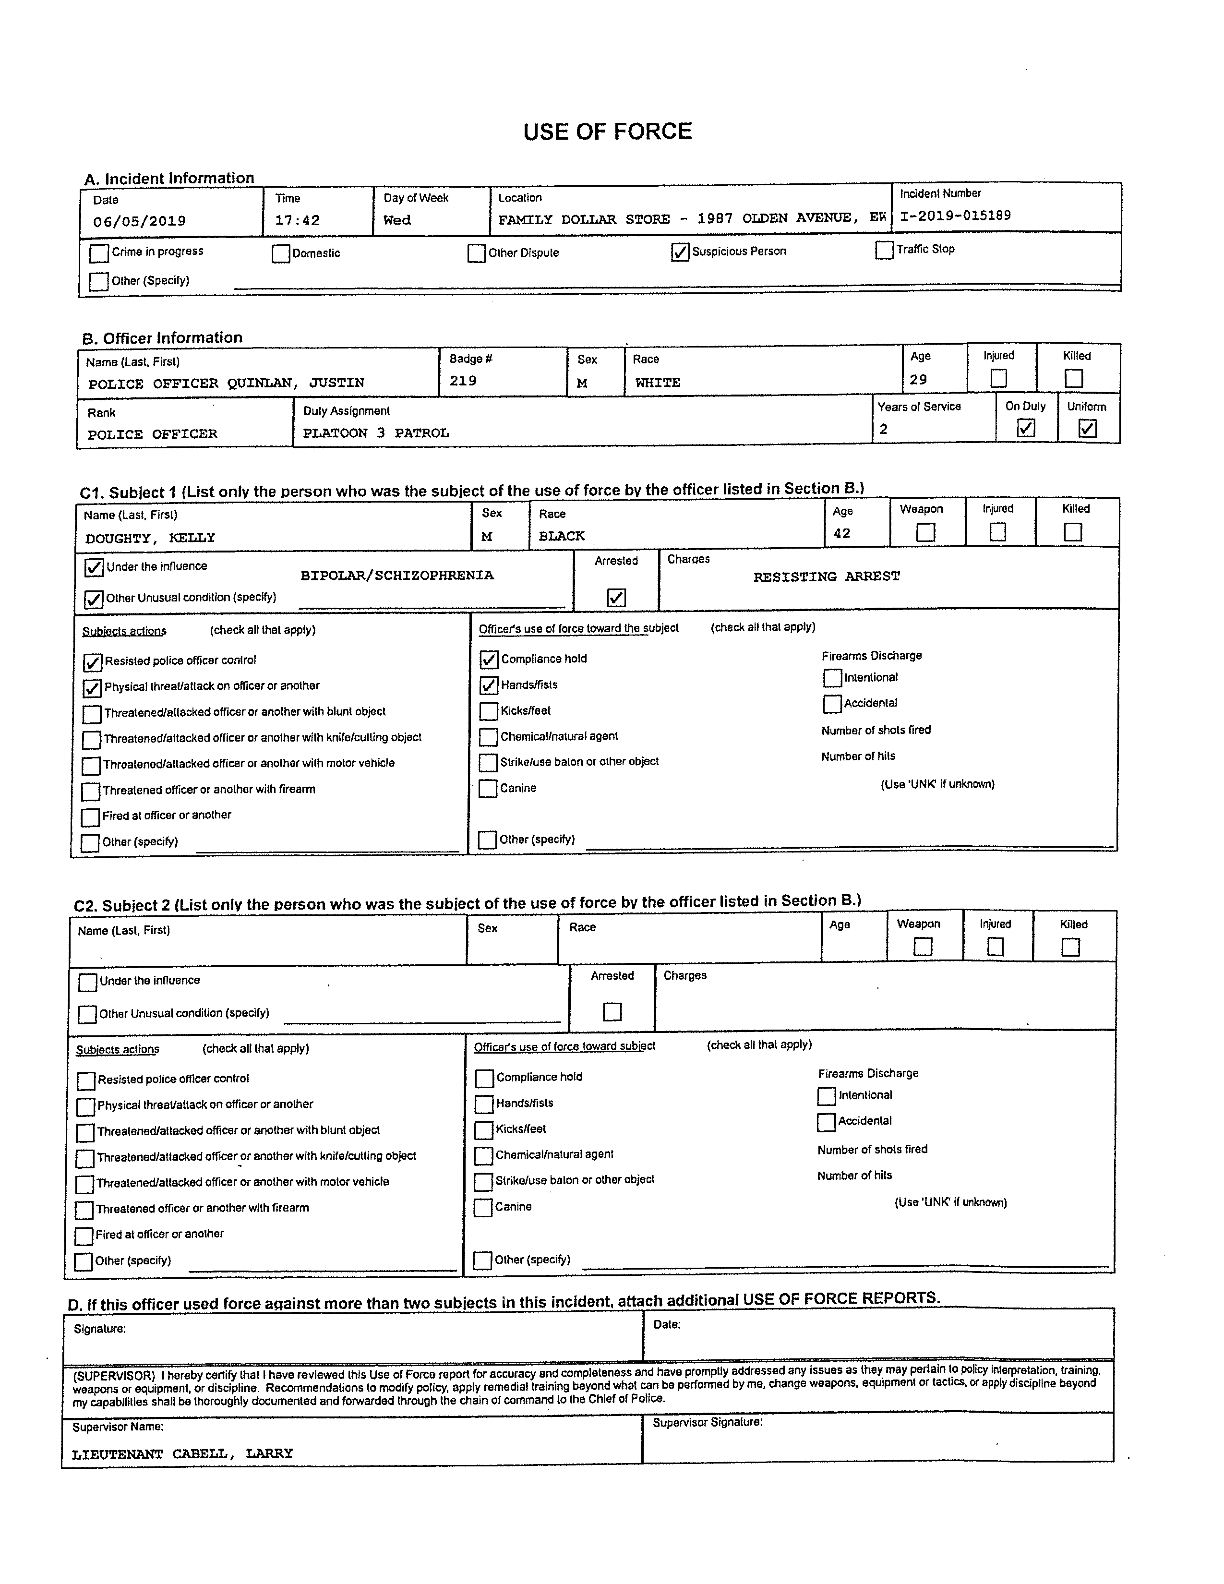 USE OF FORCE
A. Incident Information
Date
Time
Day of Week
Location
Incident Number
06/05/2019
17:42
Wed
FAMILY DOLLAR STORE - 1987 OLDEN AVENUE, EW
I-2019-015189
Crime in progress
Domestic
Other Dispute
Suspicious Person
Traffic Stop
Other (Specify)
B. Officer Information
Name (Last, First)
Badge #
Sex
Race
Age
Injured
Killed
POLICE OFFICER QUINLAN, JUSTIN
219
M
WHITE
29
Rank
Duty Assignment
Years of Service
On Duty
Uniform
POLICE OFFICER
PLATOON 3 PATROL
2
C1. Subject 1 (List only the person who was the subject of the use of force by the officer listed in Section B.)
Name (Last, First)
Sex
Race
Age
Weapon
Injured
Killed
DOUGHTY, KELLY
M
BLACK
42
Under the influence
BIPOLAR/SCHIZOPHRENIA
Other Unusual condition (specify)
Arrested
Charges
RESISTING ARREST
Subjects actions (check all that apply)
Resisted police officer control
Physical threat/attack on officer or another
Threatened/attacked officer or another with blunt object
Threatened/attacked officer or another with knife/cutting object
Threatened/attacked officer or another with motor vehicle
Threatened officer or another with firearm
Fired at officer or another
Other (specify)
Officer's use of force toward the subject (check all that apply)
Compliance hold
Hands/fists
Kicks/feet
Chemical/natural agent
Strike/use baton or other object
Canine
Other (specify)
Firearms Discharge
Intentional
Accidental
Number of shots fired
Number of hits
(Use 'UNK' if unknown)
C2. Subject 2 (List only the person who was the subject of the use of force by the officer listed in Section B.)
Name (Last, First)
Sex
Race
Age
Weapon
Injured
Killed
Under the influence
Other Unusual condition (specify)
Arrested
Charges
Subjects actions (check all that apply)
Resisted police officer control
Physical threat/attack on officer or another
Threatened/attacked officer or another with blunt object
Threatened/attacked officer or another with knife/cutting object
Threatened/attacked officer or another with motor vehicle
Threatened officer or another with firearm
Fired at officer or another
Other (specify)
Officer's use of force toward subject (check all that apply)
Compliance hold
Hands/fists
Kicks/feet
Chemical/natural agent
Strike/use baton or other object
Canine
Other (specify)
Firearms Discharge
Intentional
Accidental
Number of shots fired
Number of hits
(Use 'UNK' if unknown)
D. If this officer used force against more than two subjects in this incident, attach additional USE OF FORCE REPORTS.
Signature:
Date:
(SUPERVISOR) I hereby certify that I have reviewed this Use of Force report for accuracy and completeness and have promptly addressed any issues as they may pertain to policy interpretation, training,
weapons or equipment, or discipline. Recommendations to modify policy, apply remedial training beyond what can be performed by me, change weapons, equipment or tactics, or apply discipline beyond
my capabilities shall be thoroughly documented and forwarded through the chain of command to the Chief of Police.
Supervisor Name:
Supervisor Signature:
LIEUTENANT CABELL, LARRY